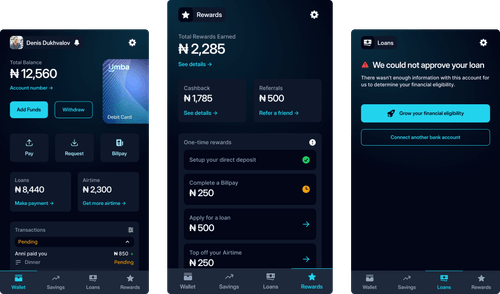 Denis Dukhvalov
Total Balance
₦ 12,560
Account number →
Umba
Debit Card
Add Funds
Withdraw
Pay
Request
Billpay
Loans
₦ 8,440
Make payment →
Airtime
₦ 2,300
Get more airtime →
Transactions
Pending
Anni paid you
₦ 850
Dinner
Pending
Wallet
Savings
Loans
Rewards
Rewards
Total Rewards Earned
₦ 2,285
See details →
Cashback
₦ 1,785
See details →
Referrals
₦ 500
Refer a friend →
One-time rewards
Setup your direct deposit
Complete a Billpay
₦ 250
Apply for a loan
₦ 500
Top off your Airtime
₦ 250
Wallet
Savings
Loans
Rewards
Loans
We could not approve your loan
There wasn't enough information with this account for
us to determine your financial eligibility.
Grow your financial eligibility
Connect another bank account
Wallet
Savings
Loans
Rewards